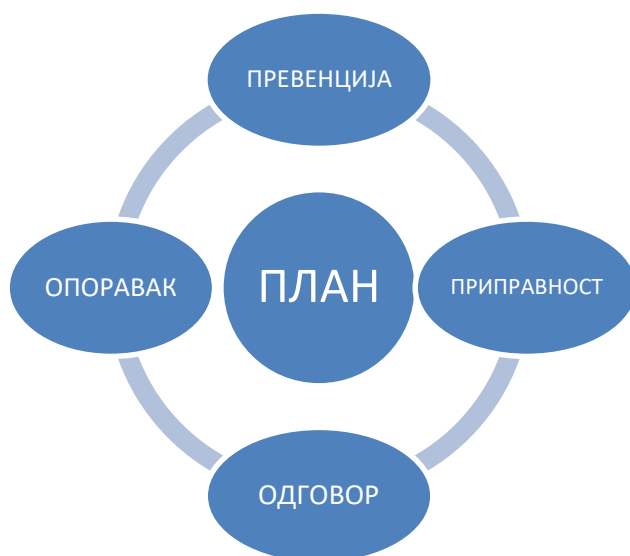 ПРЕВЕНЦИЈА
ОПОРАВАК
ПЛАН
ПРИПРАВНОСТ
ОДГОВОР